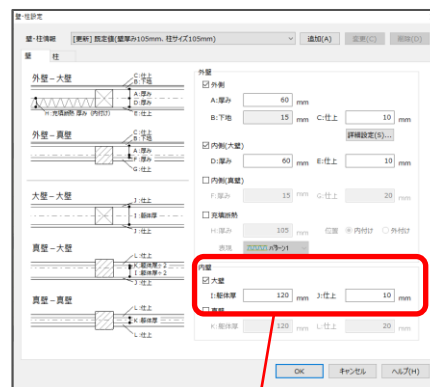 壁・柱設定
壁・柱情報 [更新] 既定値(壁厚み105mm、柱サイズ105mm) 追加(A) 変更(C) 削除(D)
壁 柱
外壁－大壁
C:仕上
B:下地
A:厚み
D:厚み
H:充填断熱 厚み (内付け) E:仕上
外壁－真壁
C:仕上
B:下地
A:厚み
F:厚み
G:仕上
大壁－大壁
J:仕上
I:躯体厚
J:仕上
真壁－大壁
L:仕上
K:躯体厚÷2
I:躯体厚÷2
J:仕上
真壁－真壁
L:仕上
K:躯体厚
L:仕上
外壁
外側
A:厚み 60 mm
B:下地 15 mm C:仕上 10 mm
詳細設定(S)...
内側(大壁)
D:厚み 60 mm E:仕上 10 mm
内側(真壁)
F:厚み 15 mm G:仕上 20 mm
充填断熱
H:厚み 105 mm 位置 内付け 外付け
表現 パターン1
内壁
大壁
I:躯体厚 120 mm J:仕上 10 mm
真壁
K:躯体厚 120 mm L:仕上 20 mm
OK キャンセル ヘルプ(H)